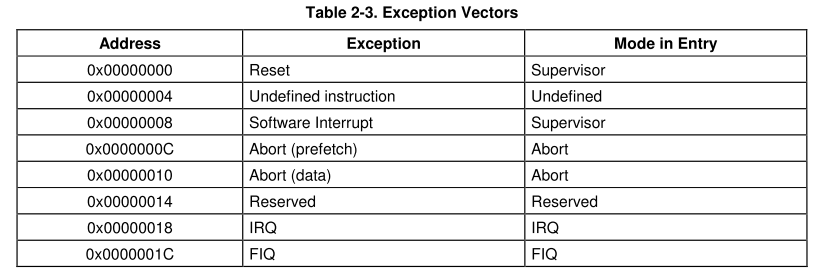 Table 2-3. Exception Vectors
Address Exception Mode in Entry
0x00000000 Reset Supervisor
0x00000004 Undefined instruction Undefined
0x00000008 Software Interrupt Supervisor
0x0000000C Abort (prefetch) Abort
0x00000010 Abort (data) Abort
0x00000014 Reserved Reserved
0x00000018 IRQ IRQ
0x0000001C FIQ FIQ